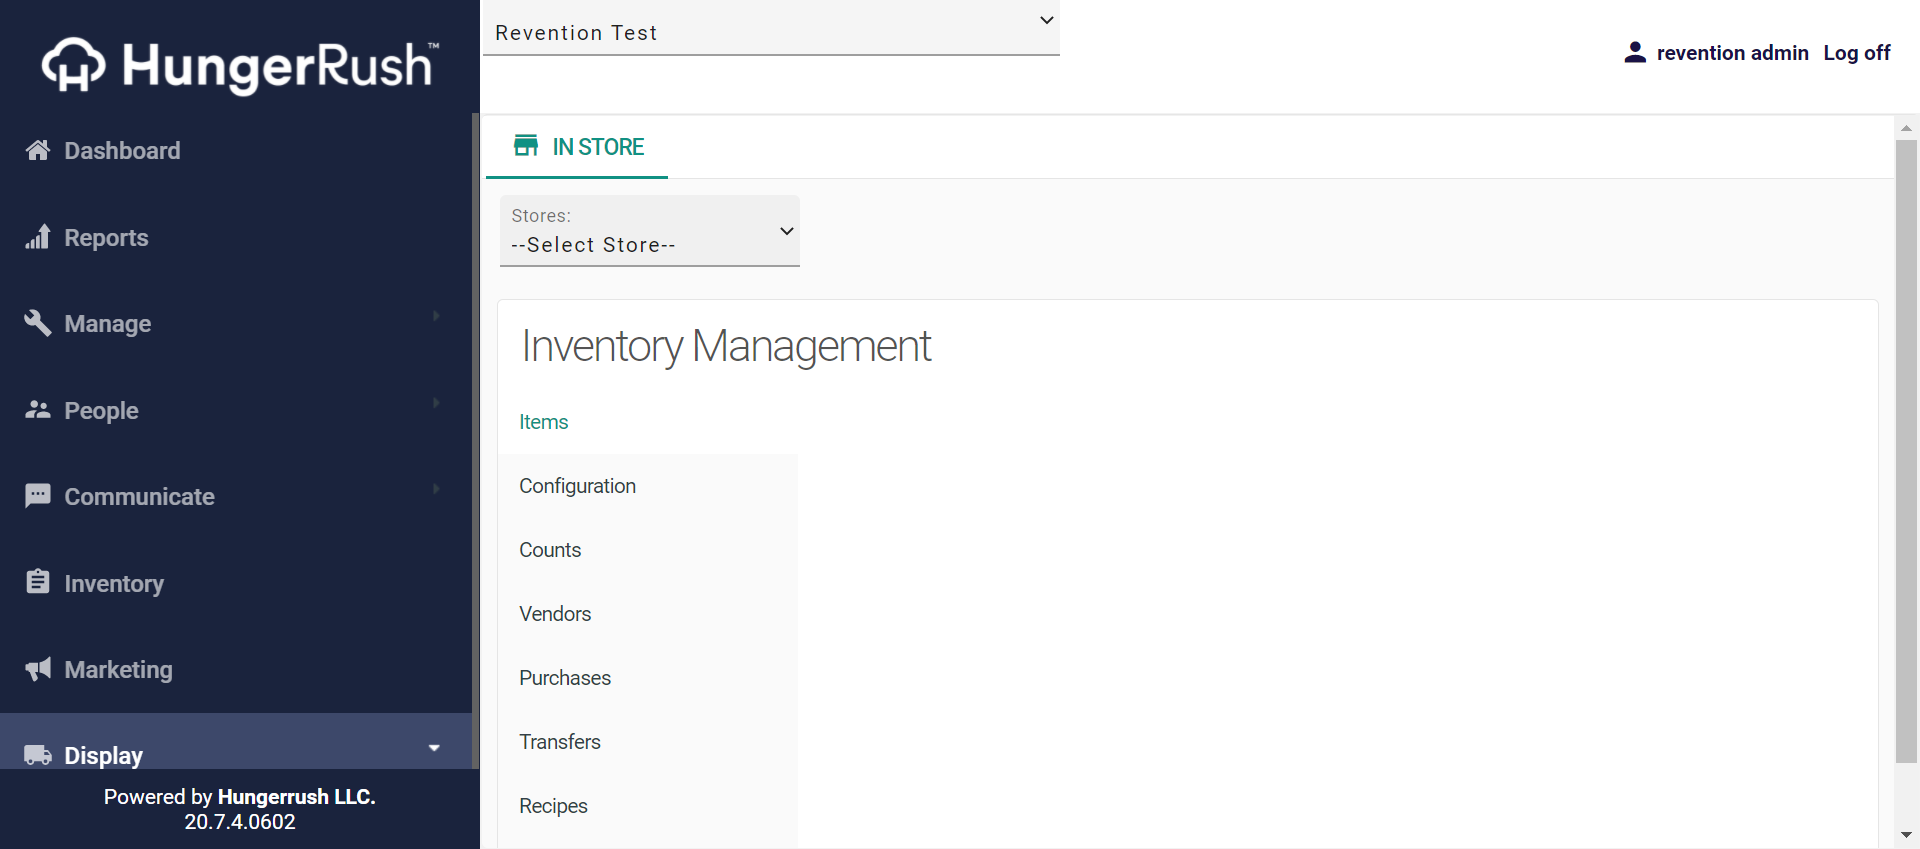 HungerRush™
Revention Test
revention admin
Log off
Dashboard
Reports
Manage
People
Communicate
Inventory
Marketing
Display
Powered by Hungerrush LLC.
20.7.4.0602
IN STORE
Stores:
--Select Store--
Inventory Management
Items
Configuration
Counts
Vendors
Purchases
Transfers
Recipes